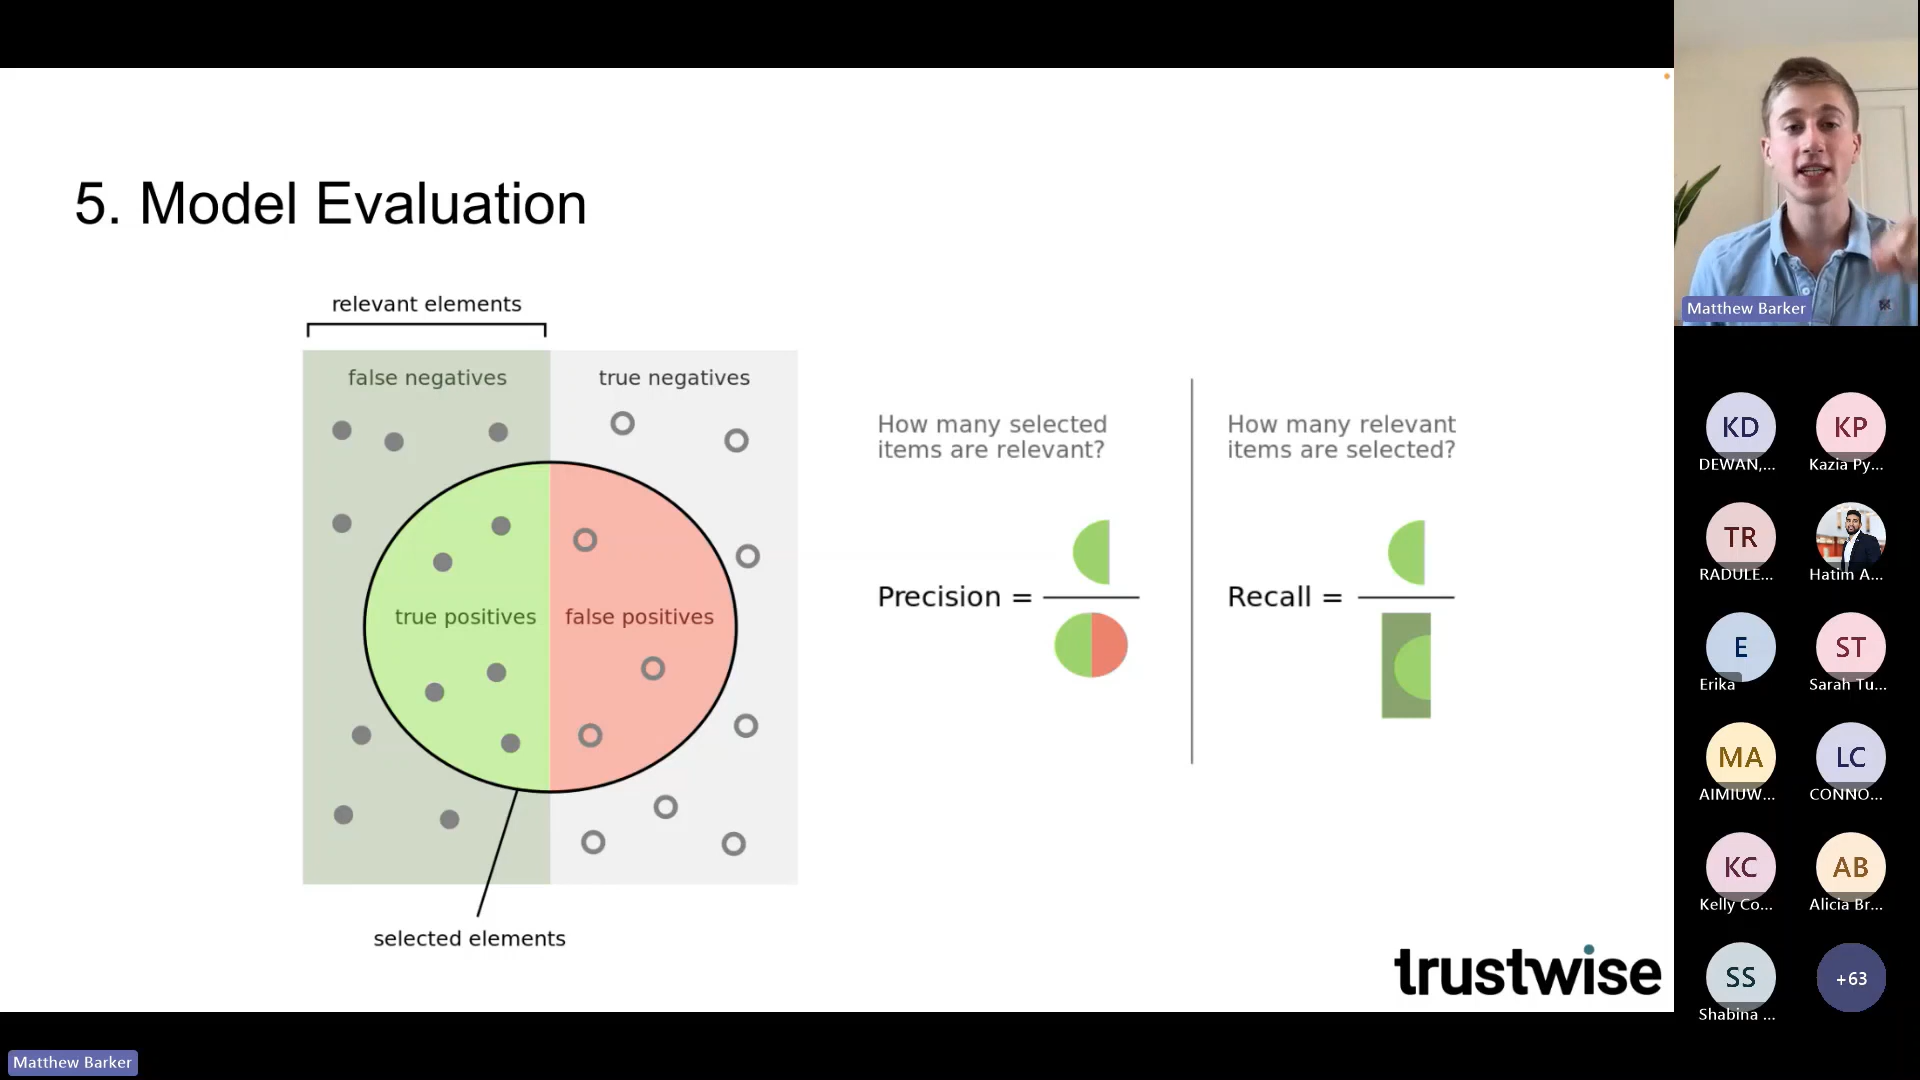 5. Model Evaluation
relevant elements
false negatives
true negatives
true positives
false positives
selected elements
How many selected
items are relevant?
Precision =
How many relevant
items are selected?
Recall =
trustwise
Matthew Barker
KD
DEWAN,...
KP
Kazia Py...
TR
RADULE...
Hatim A...
E
Erika
ST
Sarah Tu...
MA
AIMIUW...
LC
CONNO...
KC
Kelly Co...
AB
Alicia Br...
SS
Shabina ...
+63
Matthew Barker